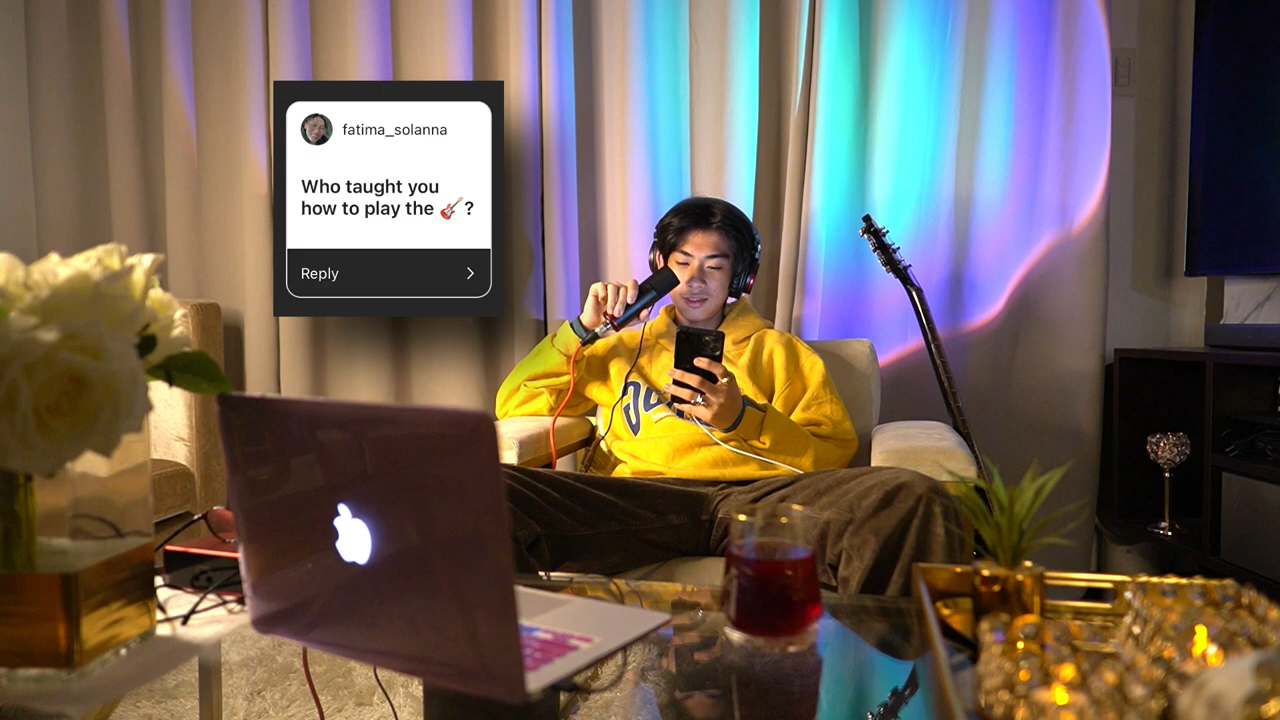 fatima_solanna
Who taught you
how to play the 🎸?
Reply